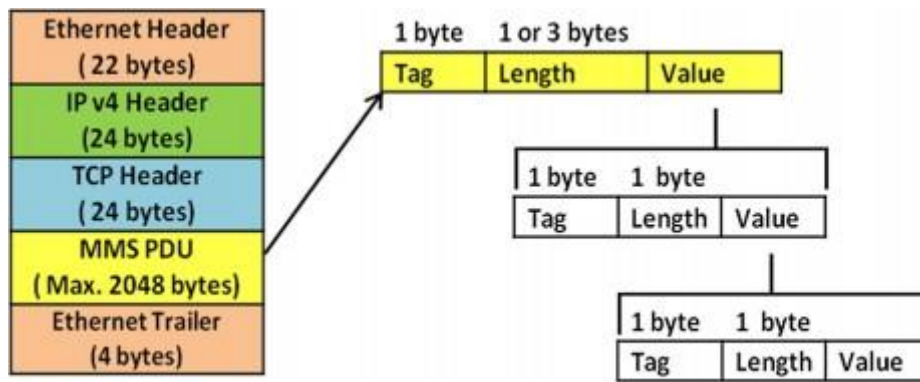 Ethernet Header
( 22 bytes)
IP v4 Header
(24 bytes)
TCP Header
( 24 bytes)
MMS PDU
( Max. 2048 bytes)
Ethernet Trailer
(4 bytes)
1 byte 1 or 3 bytes
Tag Length Value
1 byte 1 byte
Tag Length Value
1 byte 1 byte
Tag Length Value